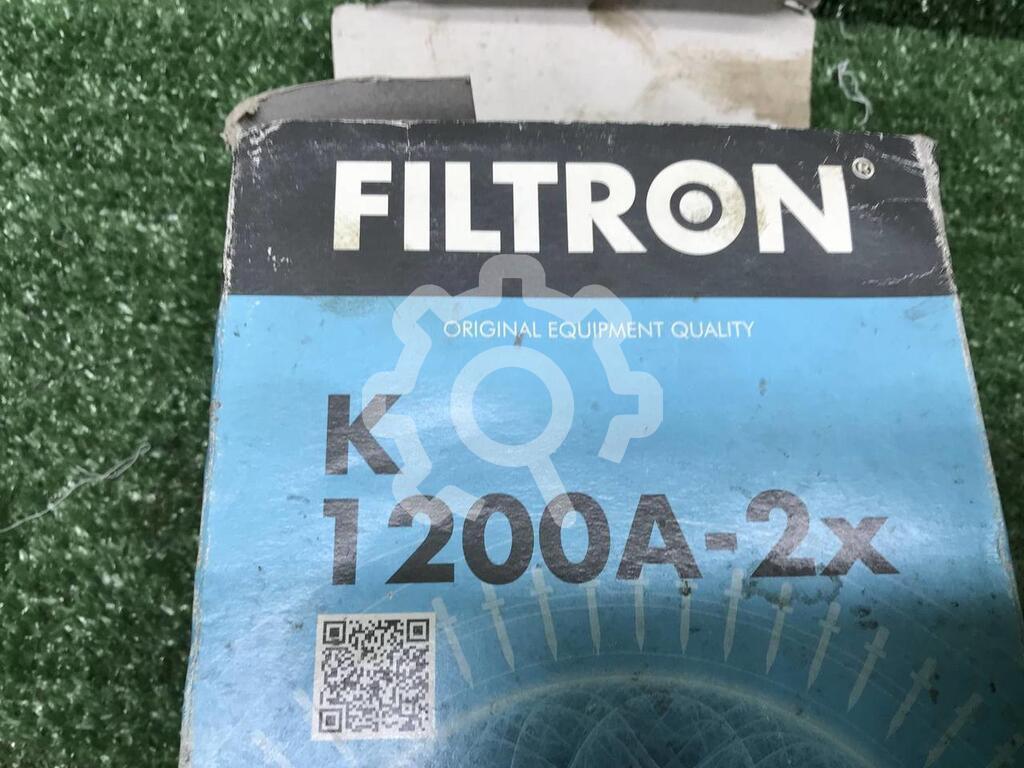 FILTRON®
ORIGINAL EQUIPMENT QUALITY
K
1200A-2x